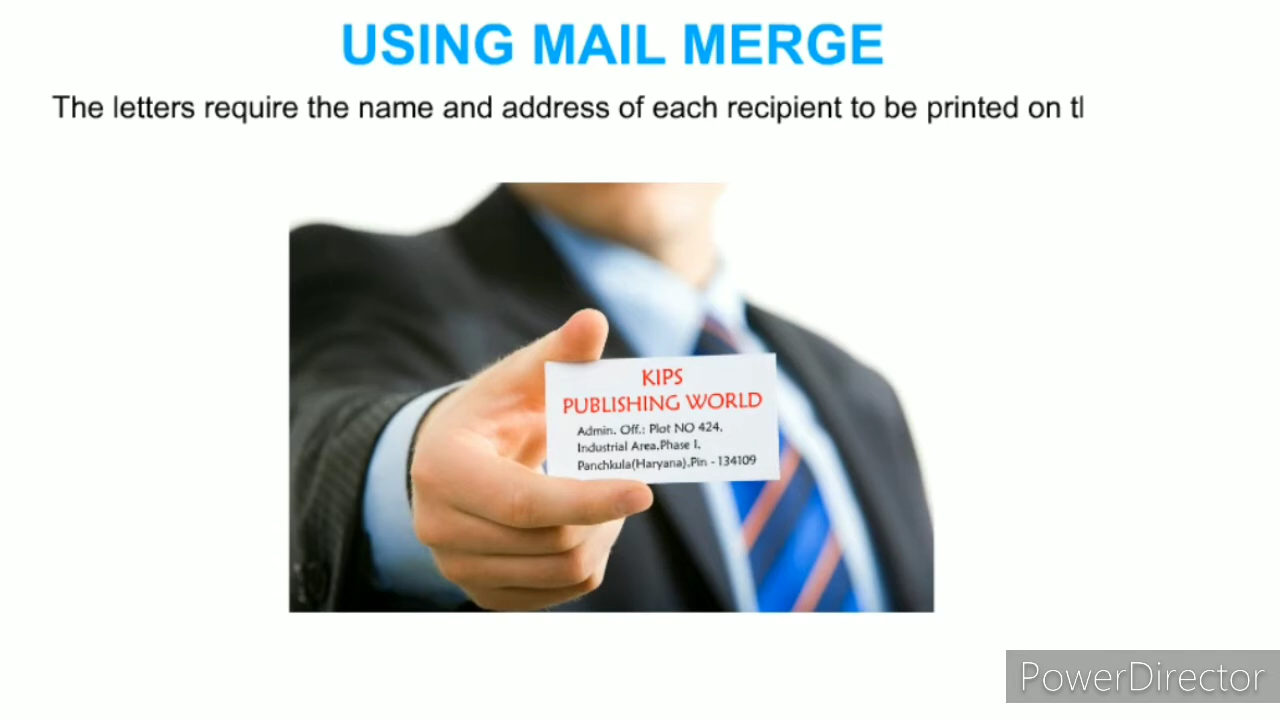 USING MAIL MERGE
The letters require the name and address of each recipient to be printed on
KIPS
PUBLISHING WORLD
Admin. Off.: Plot NO 424,
Industrial Area,Phase I,
Panchkula(Haryana),Pin - 134109
PowerDirector